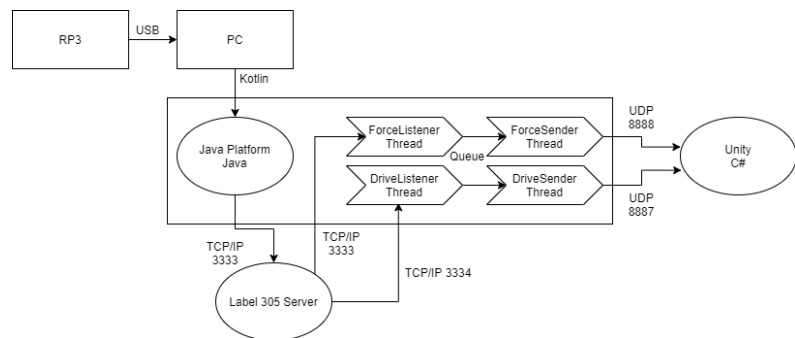 RP3
USB
PC
Kotlin
Java Platform
Java
ForceListener
Thread
ForceSender
Thread
Queue
DriveListener
Thread
DriveSender
Thread
UDP
8888
UDP
8887
Unity
C#
TCP/IP
3333
TCP/IP
3333
TCP/IP 3334
Label 305 Server